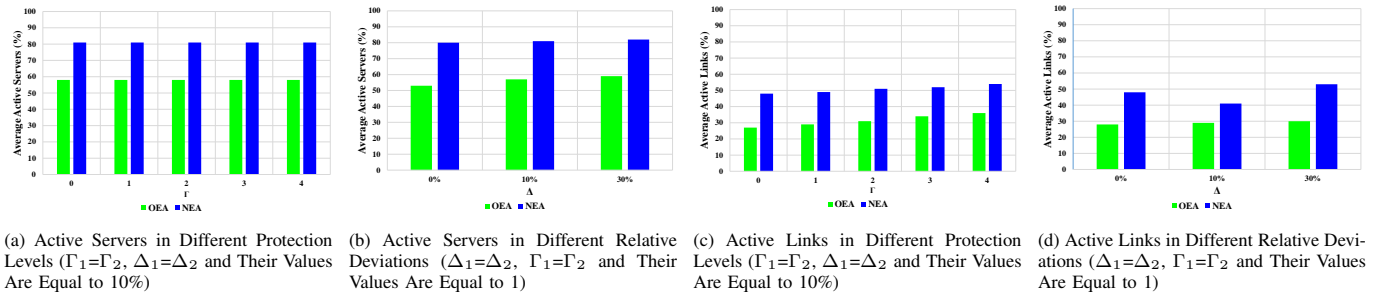 Average Active Servers (%)
100
90
80
70
60
50
40
30
20
10
0
0 1 2 3 4
Γ
OEA NEA
(a) Active Servers in Different Protection
Levels (Γ1=Γ2, Δ1=Δ2 and Their Values
Are Equal to 10%)
Average Active Servers (%)
100
90
80
70
60
50
40
30
20
10
0
0% 10% 30%
Δ
OEA NEA
(b) Active Servers in Different Relative
Deviations (Δ1=Δ2, Γ1=Γ2 and Their
Values Are Equal to 1)
Average Active Links (%)
100
90
80
70
60
50
40
30
20
10
0
0 1 2 3 4
Γ
OEA NEA
(c) Active Links in Different Protection
Levels (Γ1=Γ2, Δ1=Δ2 and Their Values
Are Equal to 10%)
Average Active Links (%)
100
90
80
70
60
50
40
30
20
10
0
0% 10% 30%
Δ
OEA NEA
(d) Active Links in Different Relative Devi-
ations (Δ1=Δ2, Γ1=Γ2 and Their Values
Are Equal to 1)